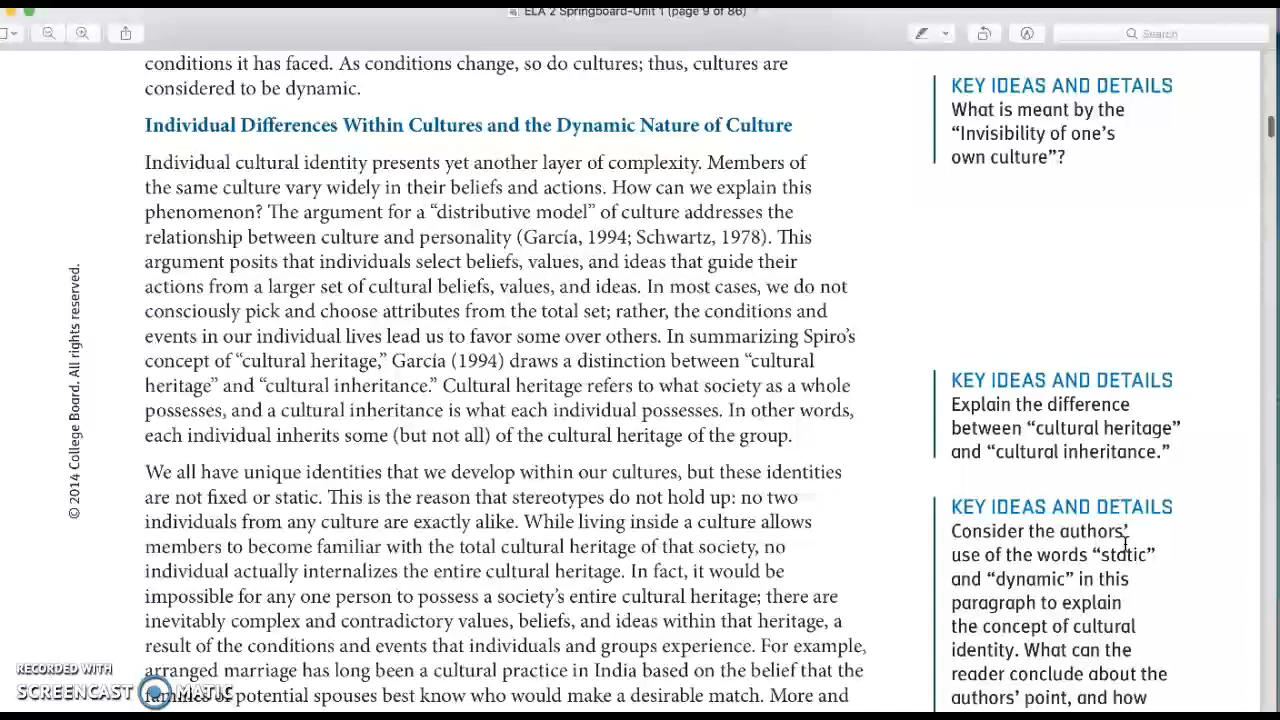 ELA 2 Springboard-Unit 1 (page 9 of 86)
Search
conditions it has faced. As conditions change, so do cultures; thus, cultures are
considered to be dynamic.
Individual Differences Within Cultures and the Dynamic Nature of Culture
Individual cultural identity presents yet another layer of complexity. Members of
the same culture vary widely in their beliefs and actions. How can we explain this
phenomenon? The argument for a “distributive model” of culture addresses the
relationship between culture and personality (García, 1994; Schwartz, 1978). This
argument posits that individuals select beliefs, values, and ideas that guide their
actions from a larger set of cultural beliefs, values, and ideas. In most cases, we do not
consciously pick and choose attributes from the total set; rather, the conditions and
events in our individual lives lead us to favor some over others. In summarizing Spiro’s
concept of “cultural heritage,” García (1994) draws a distinction between “cultural
heritage” and “cultural inheritance.” Cultural heritage refers to what society as a whole
possesses, and a cultural inheritance is what each individual possesses. In other words,
each individual inherits some (but not all) of the cultural heritage of the group.
We all have unique identities that we develop within our cultures, but these identities
are not fixed or static. This is the reason that stereotypes do not hold up: no two
individuals from any culture are exactly alike. While living inside a culture allows
members to become familiar with the total cultural heritage of that society, no
individual actually internalizes the entire cultural heritage. In fact, it would be
impossible for any one person to possess a society’s entire cultural heritage; there are
inevitably complex and contradictory values, beliefs, and ideas within that heritage, a
result of the conditions and events that individuals and groups experience. For example,
arranged marriage has long been a cultural practice in India based on the belief that the
families of potential spouses best know who would make a desirable match. More and
KEY IDEAS AND DETAILS
What is meant by the
“Invisibility of one’s
own culture”?
KEY IDEAS AND DETAILS
Explain the difference
between “cultural heritage”
and “cultural inheritance.”
KEY IDEAS AND DETAILS
Consider the authors’
use of the words “static”
and “dynamic” in this
paragraph to explain
the concept of cultural
identity. What can the
reader conclude about the
authors’ point, and how
© 2014 College Board. All rights reserved.
RECORDED WITH
SCREENCAST MATIC